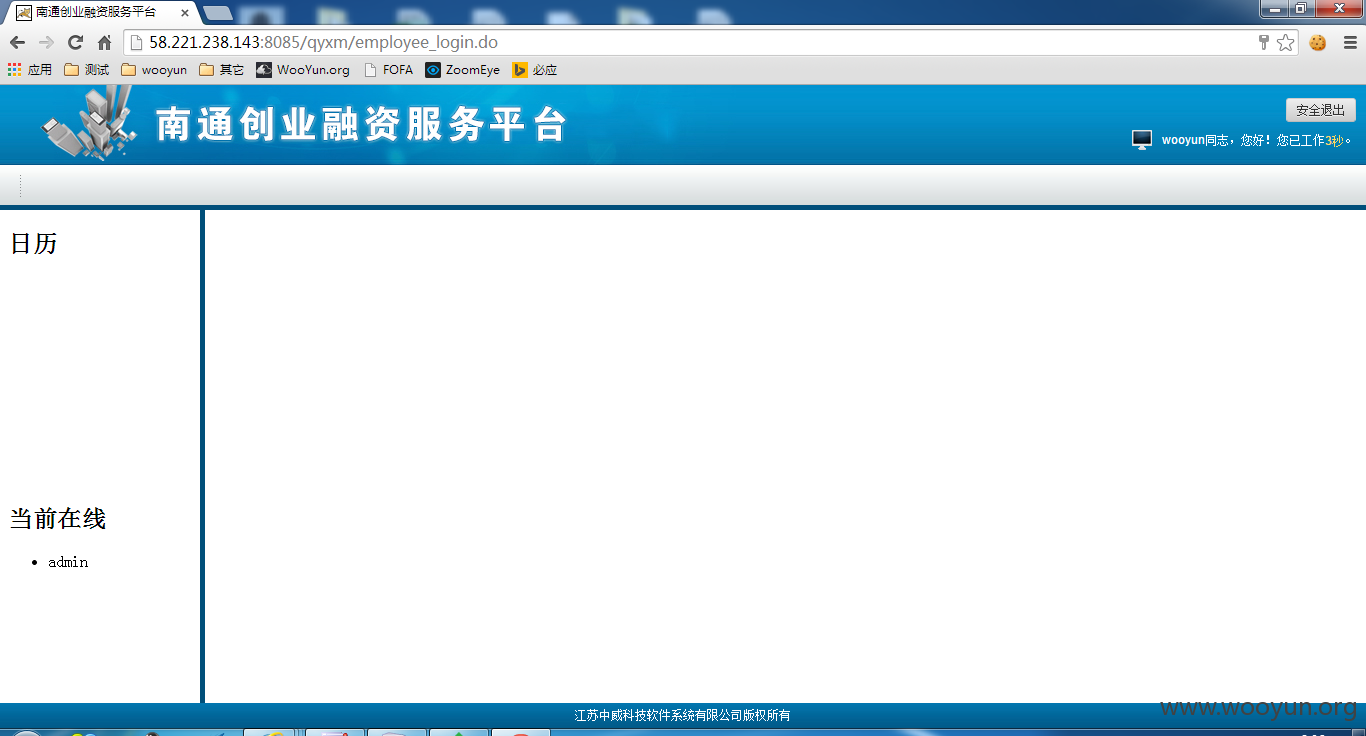 南通创业融资服务平台
58.221.238.143:8085/qyxm/employee_login.do
应用 测试 wooyun 其它 WooYun.org FOFA ZoomEye 必应
南通创业融资服务平台
安全退出
wooyun同志，您好！您已工作3秒。
日历
当前在线
admin
江苏中威科技软件系统有限公司版权所有
www.wooyun.org